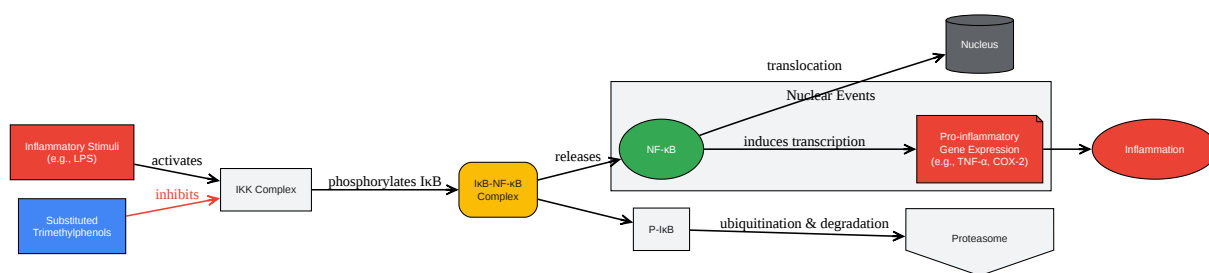 Nucleus
translocation
Nuclear Events
Inflammatory Stimuli
(e.g., LPS)
activates
inhibits
Substituted
Trimethylphenols
IKK Complex
phosphorylates IκB
IκB-NF-κB
Complex
releases
NF-κB
induces transcription
Pro-inflammatory
Gene Expression
(e.g., TNF-α, COX-2)
Inflammation
P-IκB
ubiquitination & degradation
Proteasome